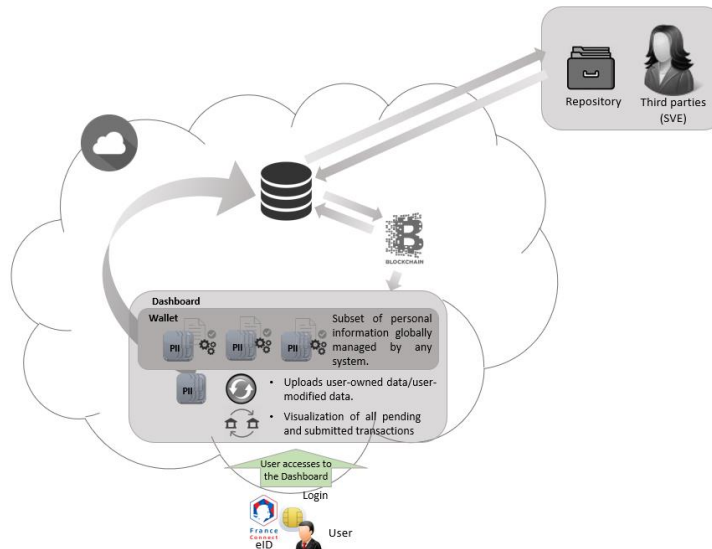 Repository
Third parties
(SVE)
BLOCKCHAIN
Dashboard
Wallet
PII
PII
PII
Subset of personal
information globally
managed by any
system.
PII
• Uploads user-owned data/user-
modified data.
• Visualization of all pending
and submitted transactions
User accesses to
the Dashboard
Login
France
Connect
eID
User